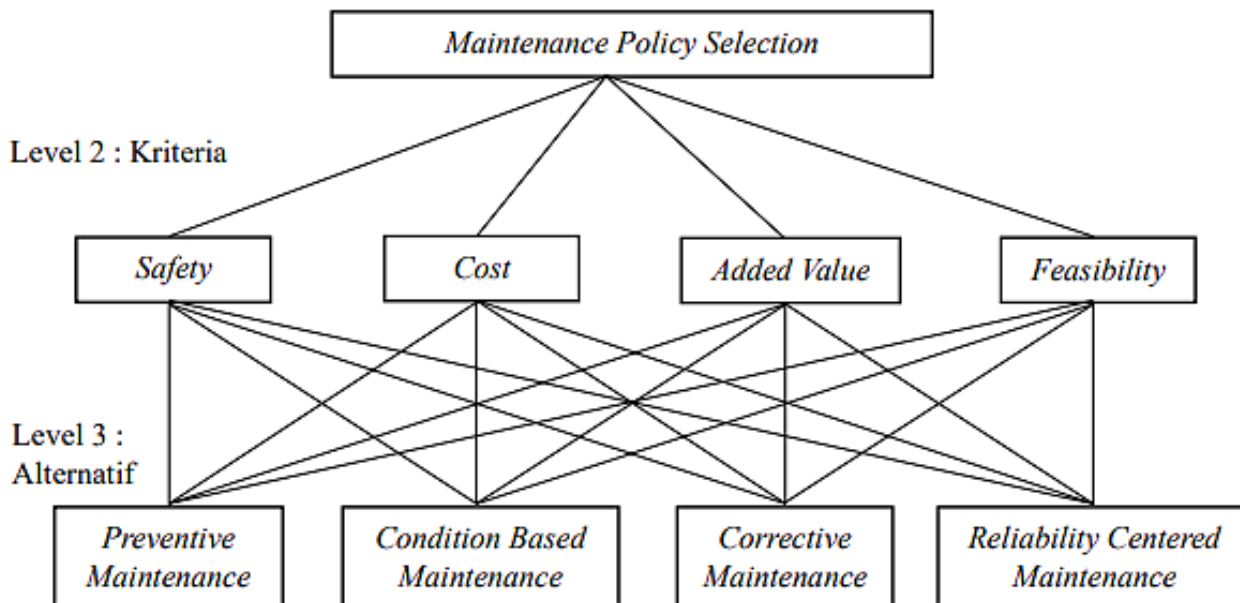 Maintenance Policy Selection
Level 2 : Kriteria
Safety
Cost
Added Value
Feasibility
Level 3 :
Alternatif
Preventive
Maintenance
Condition Based
Maintenance
Corrective
Maintenance
Reliability Centered
Maintenance